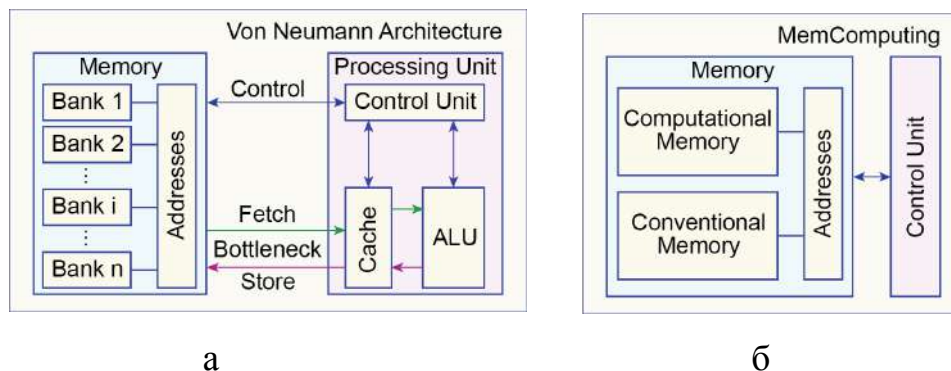 Von Neumann Architecture
Memory
Bank 1
Bank 2
⋮
Bank i
⋮
Bank n
Addresses
Control
Fetch
Bottleneck
Store
Processing Unit
Control Unit
Cache
ALU
а
MemComputing
Memory
Computational
Memory
Conventional
Memory
Addresses
Control Unit
б